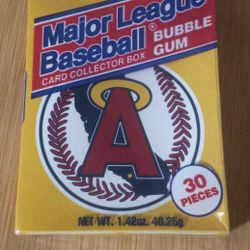 Major League
Baseball®
BUBBLE
GUM
CARD COLLECTOR BOX
A
30
PIECES
NET WT. 1.42oz. 40.25g